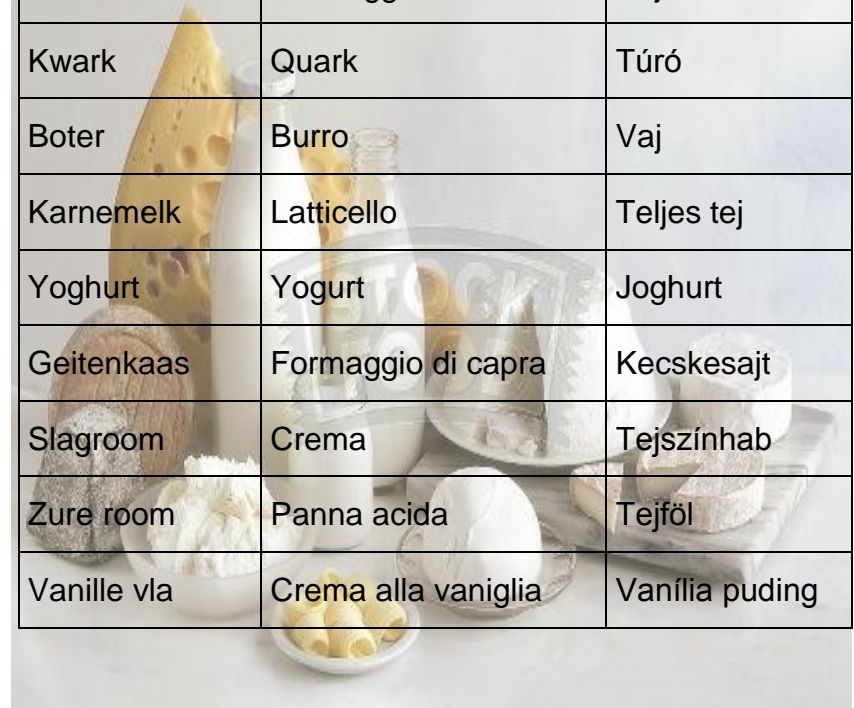 Kwark Quark Túró
Boter Burro Vaj
Karnemelk Latticello Teljes tej
Yoghurt Yogurt Joghurt
Geitenkaas Formaggio di capra Kecskesajt
Slagroom Crema Tejszínhab
Zure room Panna acida Tejföl
Vanille vla Crema alla vaniglia Vanília puding